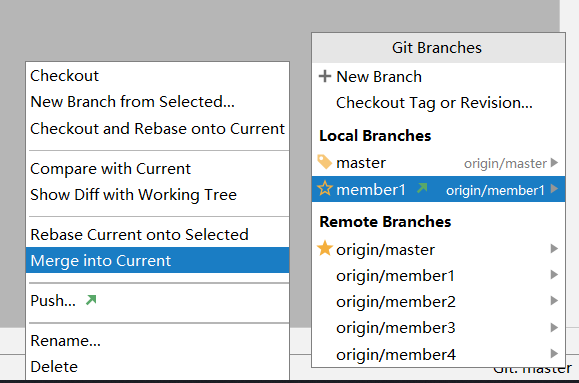 Checkout
New Branch from Selected...
Checkout and Rebase onto Current
Compare with Current
Show Diff with Working Tree
Rebase Current onto Selected
Merge into Current
Push...
Rename...
Delete
Git Branches
New Branch
Checkout Tag or Revision...
Local Branches
master origin/master
member1 origin/member1
Remote Branches
origin/master
origin/member1
origin/member2
origin/member3
origin/member4
Git: master